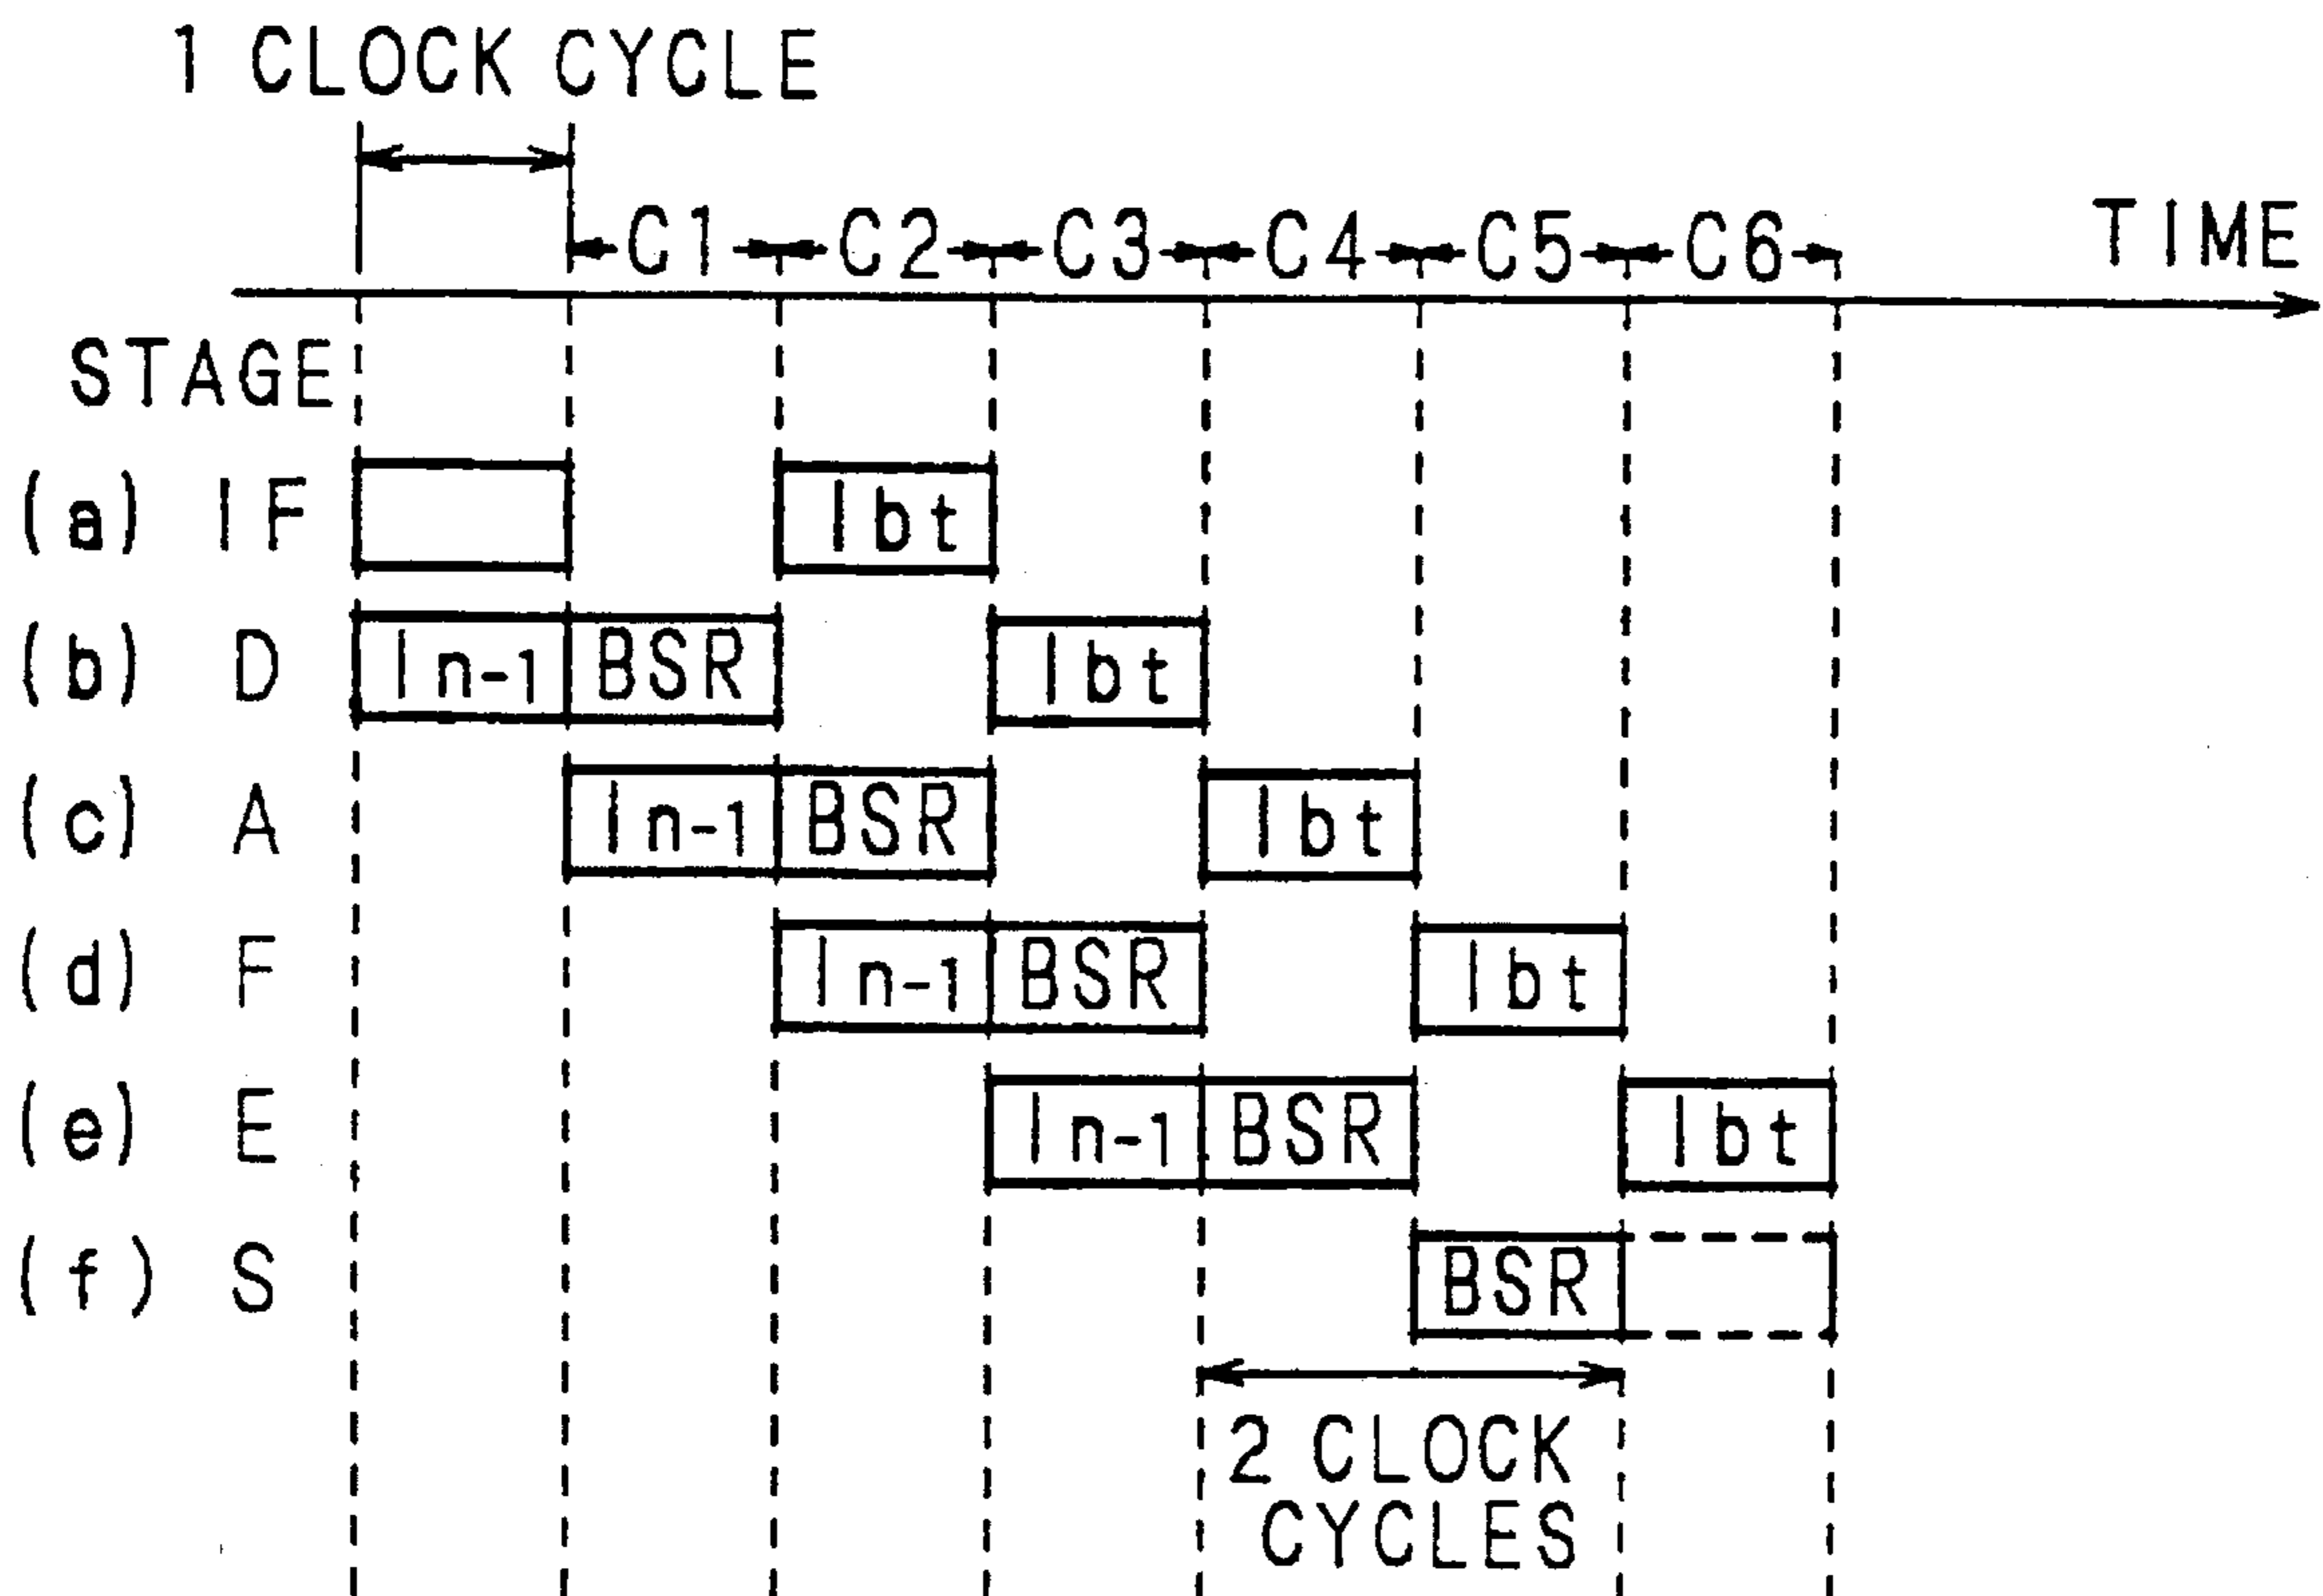 1 CLOCK CYCLE
C1 C2 C3 C4 C5 C6 TIME
STAGE
(a) IF Ibt
(b) D In-1 BSR Ibt
(c) A In-1 BSR Ibt
(d) F In-1 BSR Ibt
(e) E In-1 BSR Ibt
(f) S BSR
2 CLOCK
CYCLES